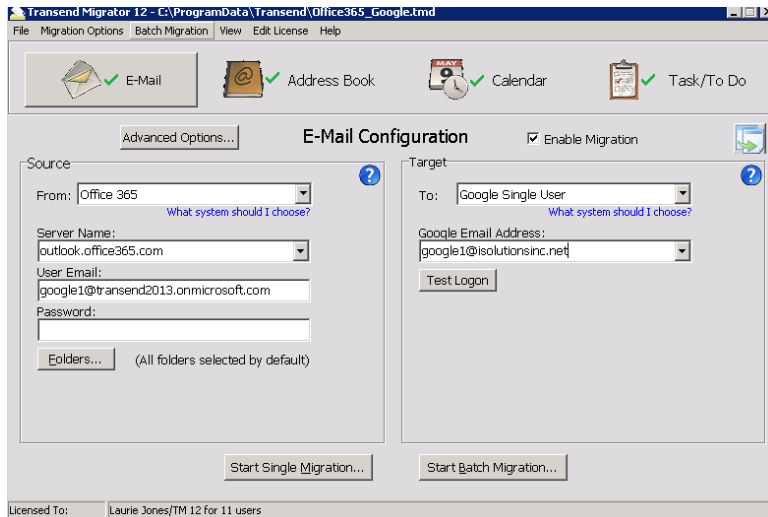 Transend Migrator 12 - C:\ProgramData\Transend\Office365_Google.tmd
File Migration Options Batch Migration View Edit License Help
E-Mail Address Book MAY 9 Calendar Task/To Do
Advanced Options... E-Mail Configuration Enable Migration
Source Target
From: Office 365 To: Google Single User
What system should I choose? What system should I choose?
Server Name: Google Email Address:
outlook.office365.com google1@isolutionsinc.net
User Email: Test Logon
google1@transend2013.onmicrosoft.com
Password:
Folders... (All folders selected by default)
Start Single Migration... Start Batch Migration...
Licensed To: Laurie Jones/TM 12 for 11 users